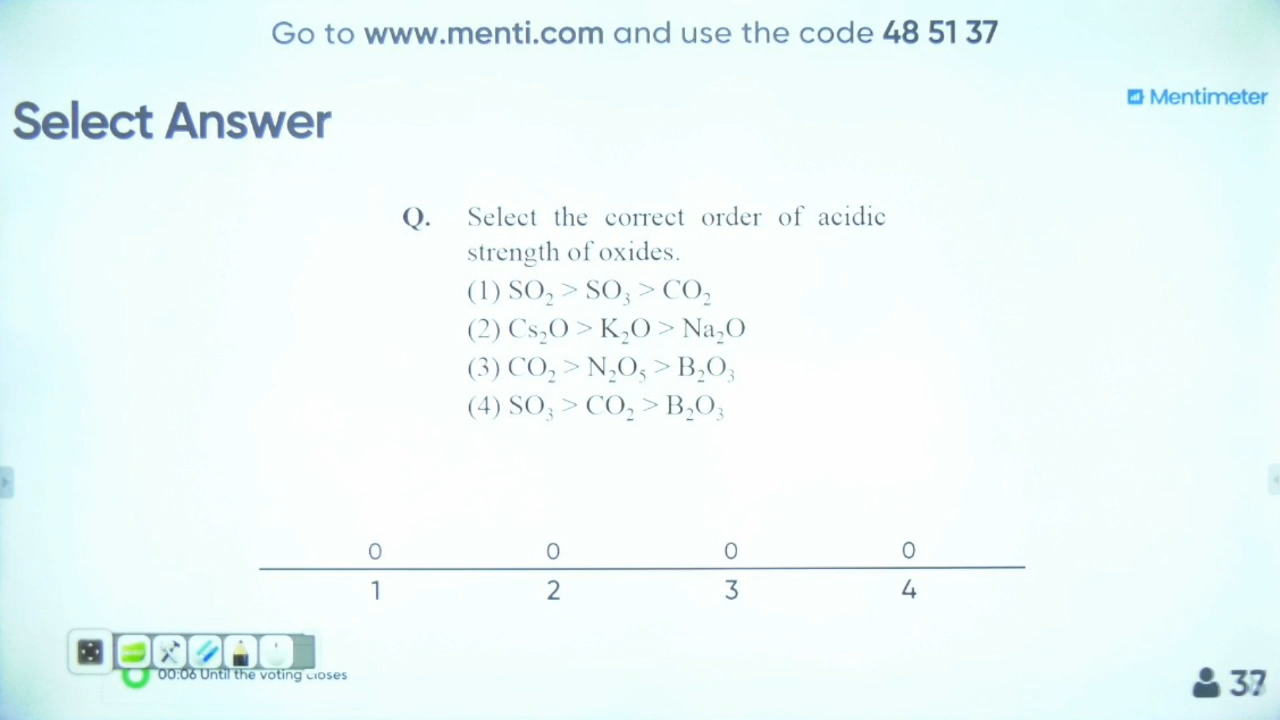 Go to www.menti.com and use the code 48 51 37
Mentimeter
Select Answer
Q. Select the correct order of acidic
strength of oxides.
(1) SO₂ > SO₃ > CO₂
(2) Cs₂O > K₂O > Na₂O
(3) CO₂ > N₂O₅ > B₂O₃
(4) SO₃ > CO₂ > B₂O₃
0 0 0 0
1 2 3 4
00:06 Until the voting closes